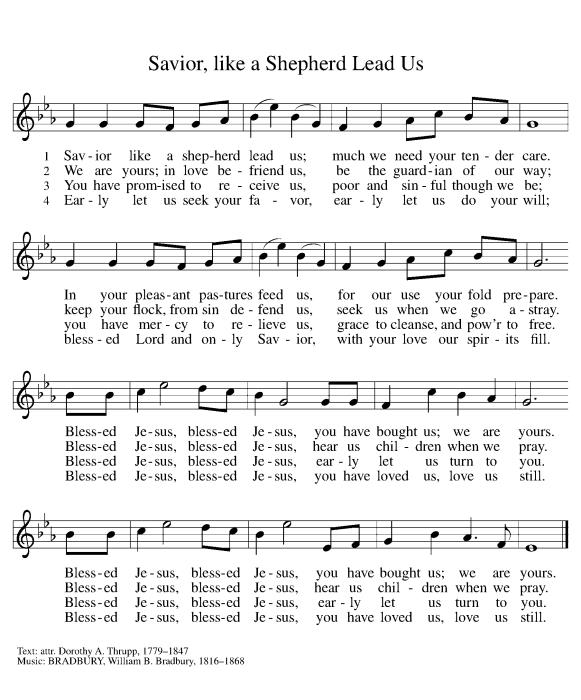 Savior, like a Shepherd Lead Us
1 Sav - ior like a shep - herd lead us; much we need your ten - der care.
2 We are yours; in love be - friend us, be the guard - ian of our way;
3 You have prom - ised to re - ceive us, poor and sin - ful though we be;
4 Ear - ly let us seek your fa - vor, ear - ly let us do your will;
In your pleas - ant pas - tures feed us, for our use your fold pre - pare.
keep your flock, from sin de - fend us, seek us when we go a - stray.
you have mer - cy to re - lieve us, grace to cleanse, and pow'r to free.
bless - ed Lord and on - ly Sav - ior, with your love our spir - its fill.
Bless - ed Je - sus, bless - ed Je - sus, you have bought us; we are yours.
Bless - ed Je - sus, bless - ed Je - sus, hear us chil - dren when we pray.
Bless - ed Je - sus, bless - ed Je - sus, ear - ly let us turn to you.
Bless - ed Je - sus, bless - ed Je - sus, you have loved us, love us still.
Bless - ed Je - sus, bless - ed Je - sus, you have bought us; we are yours.
Bless - ed Je - sus, bless - ed Je - sus, hear us chil - dren when we pray.
Bless - ed Je - sus, bless - ed Je - sus, ear - ly let us turn to you.
Bless - ed Je - sus, bless - ed Je - sus, you have loved us, love us still.
Text: attr. Dorothy A. Thrupp, 1779–1847
Music: BRADBURY, William B. Bradbury, 1816–1868